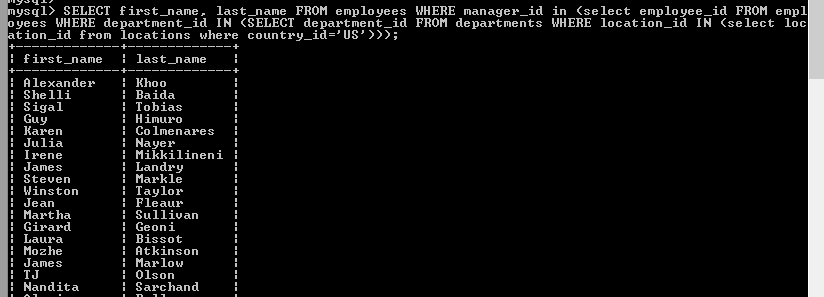 mysql>
mysql> SELECT first_name, last_name FROM employees WHERE manager_id in (select employee_id FROM empl
oyees WHERE department_id IN (SELECT department_id FROM departments WHERE location_id IN (select loc
ation_id from locations where country_id='US')));
+-------------+-------------+
¦ first_name ¦ last_name ¦
+-------------+-------------+
¦ Alexander ¦ Khoo ¦
¦ Shelli ¦ Baida ¦
¦ Sigal ¦ Tobias ¦
¦ Guy ¦ Himuro ¦
¦ Karen ¦ Colmenares ¦
¦ Julia ¦ Nayer ¦
¦ Irene ¦ Mikkilineni ¦
¦ James ¦ Landry ¦
¦ Steven ¦ Markle ¦
¦ Winston ¦ Taylor ¦
¦ Jean ¦ Fleaur ¦
¦ Martha ¦ Sullivan ¦
¦ Girard ¦ Geoni ¦
¦ Laura ¦ Bissot ¦
¦ Mozhe ¦ Atkinson ¦
¦ James ¦ Marlow ¦
¦ TJ ¦ Olson ¦
¦ Nandita ¦ Sarchand ¦